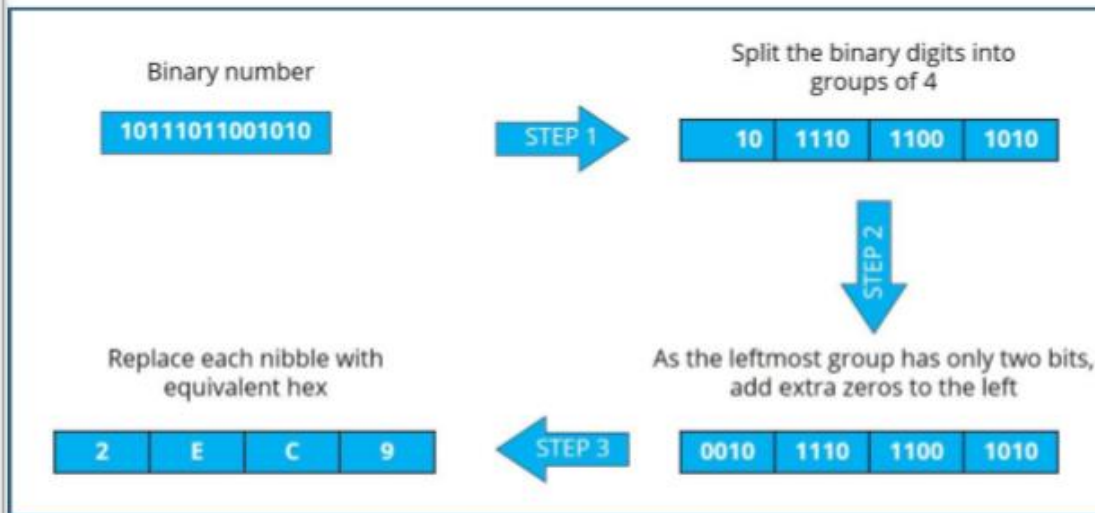 Binary number
10111011001010
STEP 1
Split the binary digits into
groups of 4
10 1110 1100 1010
STEP 2
As the leftmost group has only two bits,
add extra zeros to the left
0010 1110 1100 1010
STEP 3
Replace each nibble with
equivalent hex
2 E C 9